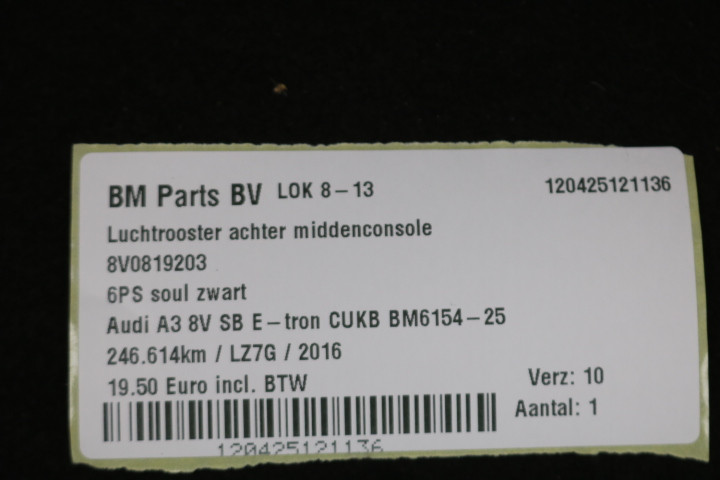 BM Parts BV LOK 8-13 120425121136
Luchtrooster achter middenconsole
8V0819203
6PS soul zwart
Audi A3 8V SB E-tron CUKB BM6154-25
246.614km / LZ7G / 2016
19.50 Euro incl. BTW Verz: 10
Aantal: 1
120425121136